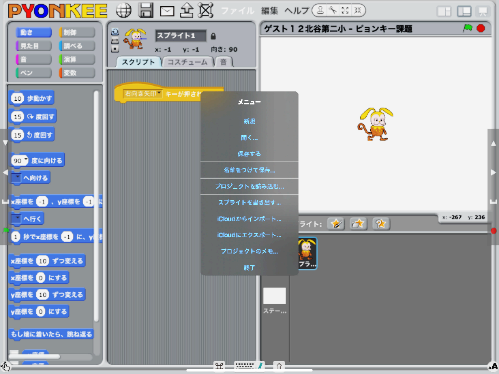 PYONKEE
ファイル 編集 ヘルプ
動き 制御
見た目 調べる
音 演算
ペン 変数
スプライト1
x: -1 y: -1 向き: 90
スクリプト コスチューム 音
ゲスト12北谷第二小 - ピョンキー課題
10 歩動かす
15 度回す
15 度回す
90 度に向ける
へ向ける
x座標を -1 、y座標を -1
へ行く
1 秒でx座標を -1 に、y
x座標を 10 ずつ変える
x座標を 0 にする
y座標を 10 ずつ変える
y座標を 0 にする
もし端に着いたら、跳ね返る
右向き矢印 キーが押され
メニュー
新規
開く...
保存する
名前をつけて保存...
プロジェクトを読み込む...
スプライトを書き出す...
iCloudからインポート...
iCloudにエクスポート...
プロジェクトのメモ...
終了
x: -267 y: 236
ライト:
プラ...
ステー...